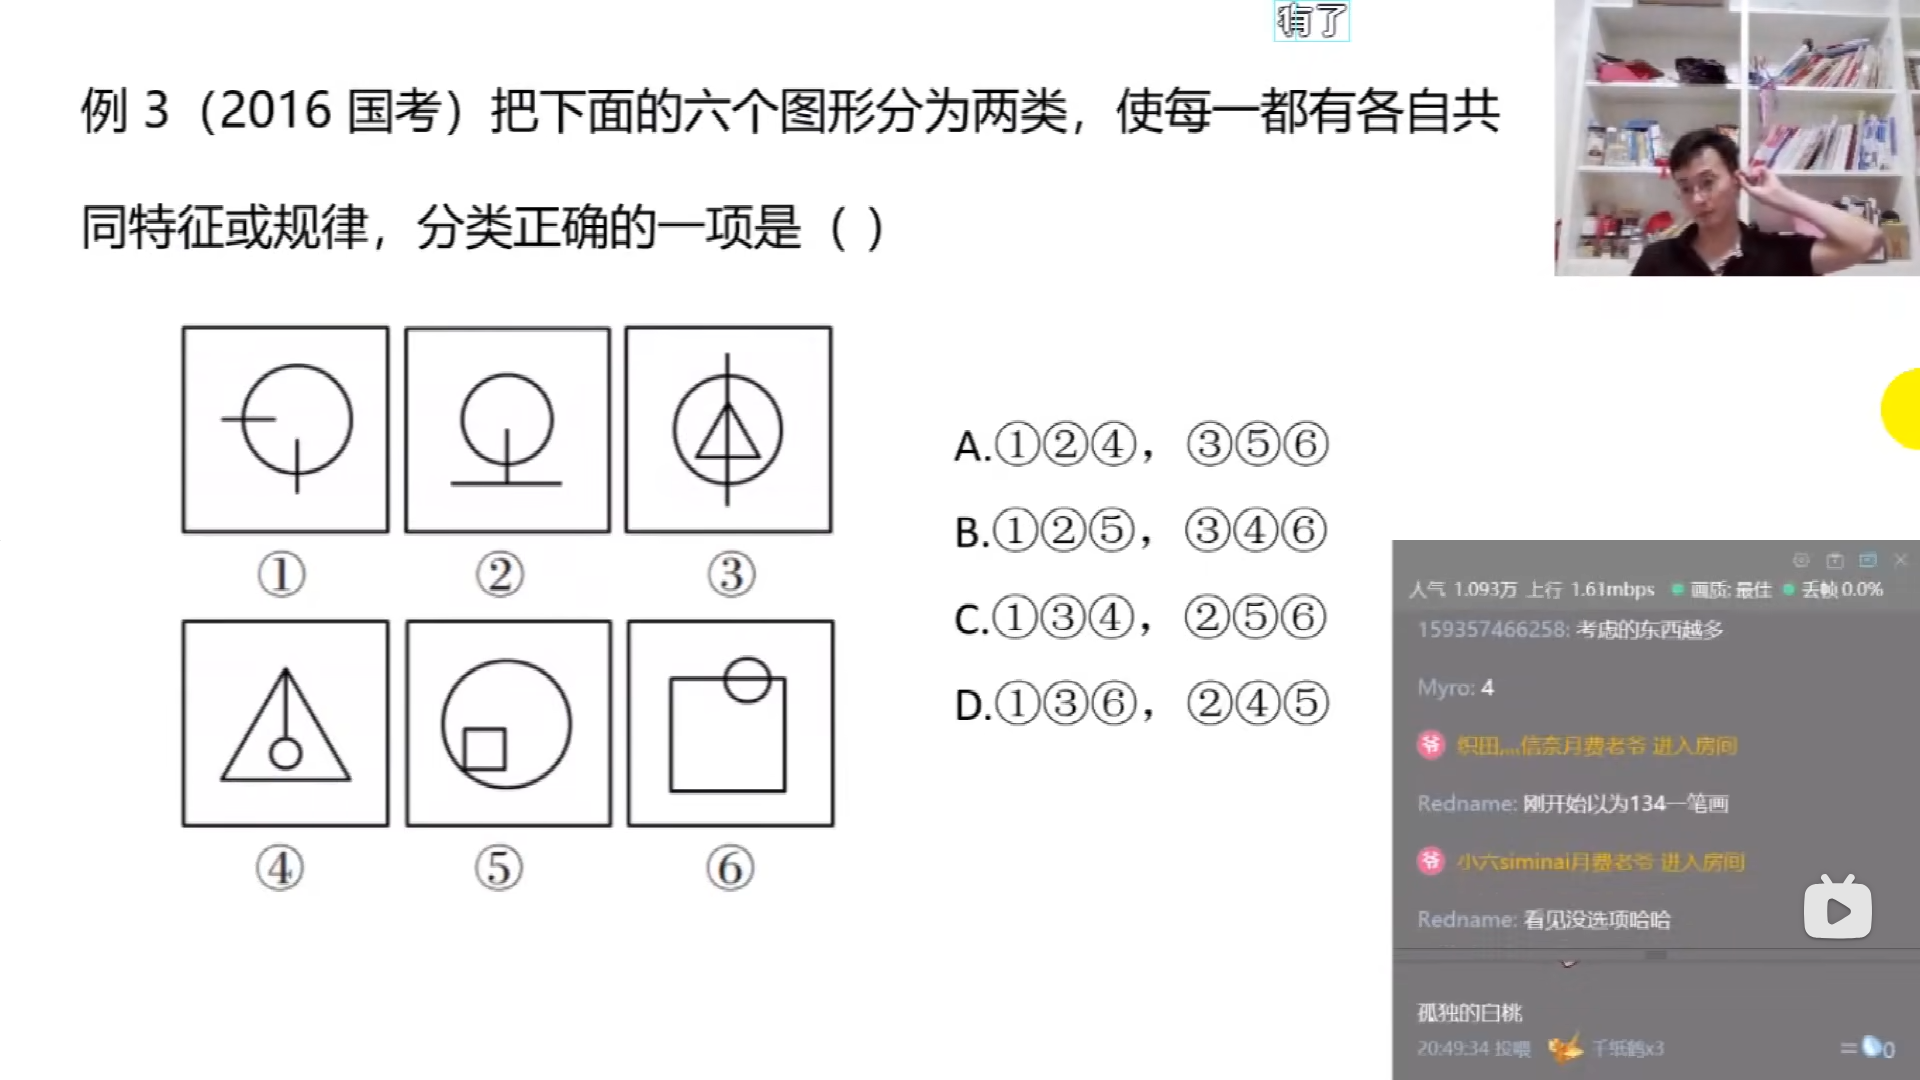 有了
例 3（2016 国考）把下面的六个图形分为两类，使每一都有各自共
同特征或规律，分类正确的一项是（ ）
① ② ③
④ ⑤ ⑥
A.①②④，③⑤⑥
B.①②⑤，③④⑥
C.①③④，②⑤⑥
D.①③⑥，②④⑤
人气 1.093万 上行 1.61mbps 画质: 最佳 丢帧 0.0%
159357466258: 考虑的东西越多
Myro: 4
爷 织田,,,,信奈月费老爷 进入房间
Redname: 刚开始以为134一笔画
爷 小六siminai月费老爷 进入房间
Redname: 看见没选项哈哈
孤独的白桃
20:49:34 投喂 千纸鹤x3 =0